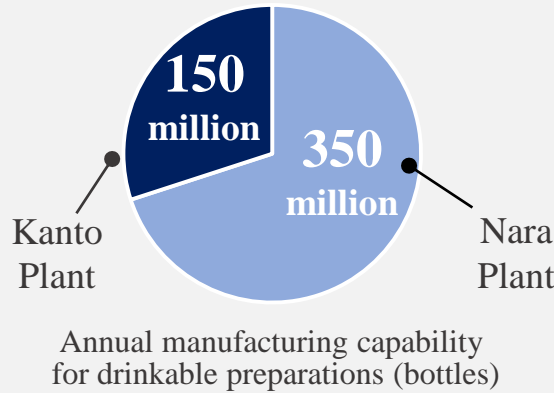 150
million
350
million
Kanto
Plant
Nara
Plant
Annual manufacturing capability
for drinkable preparations (bottles)